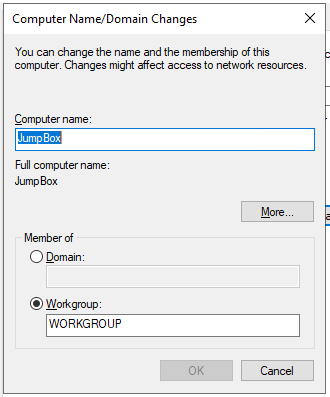 Computer Name/Domain Changes
You can change the name and the membership of this
computer. Changes might affect access to network resources.
Computer name:
JumpBox
Full computer name:
JumpBox
More...
Member of
Domain:
Workgroup:
WORKGROUP
OK
Cancel